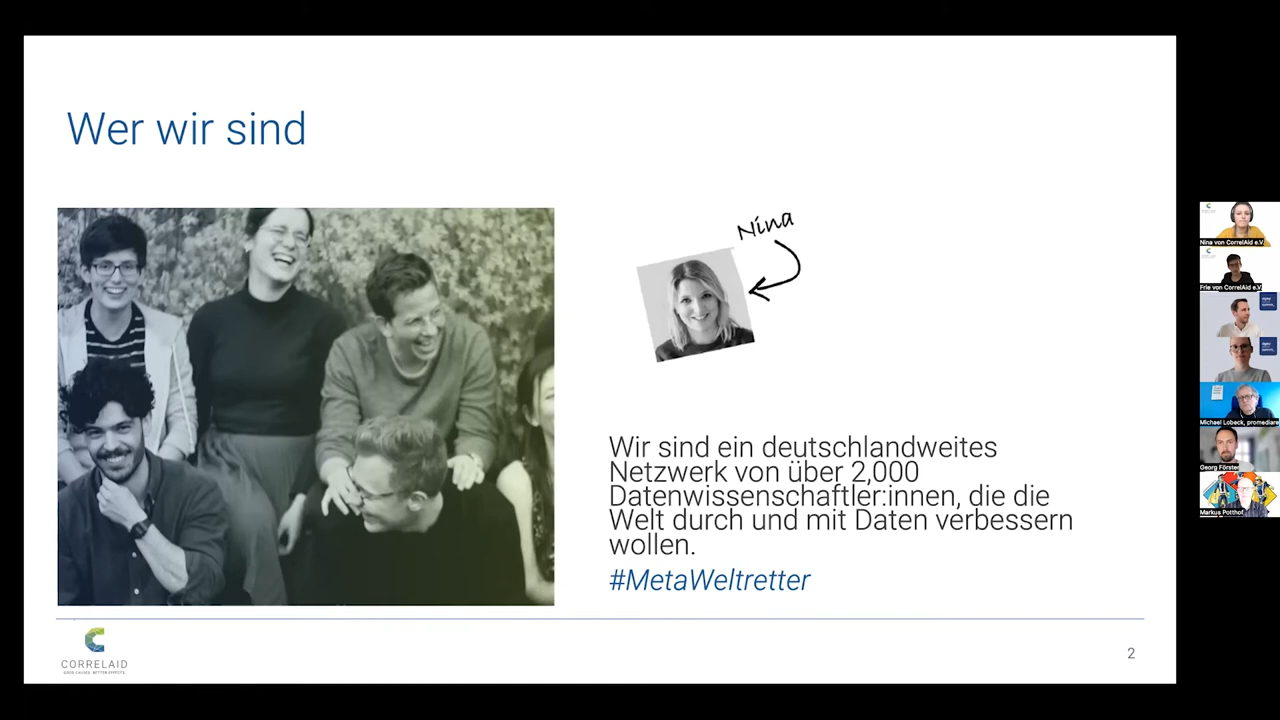 Wer wir sind
Nina
Wir sind ein deutschlandweites
Netzwerk von über 2,000
Datenwissenschaftler:innen, die die
Welt durch und mit Daten verbessern
wollen.
#MetaWeltretter
CORRELAID
GOOD CAUSES. BETTER EFFECTS.
2
Nina von CorrelAid e.V.
Frie von CorrelAid e.V.
Michael Lobeck, promediare
Georg Förster
Markus Potthof